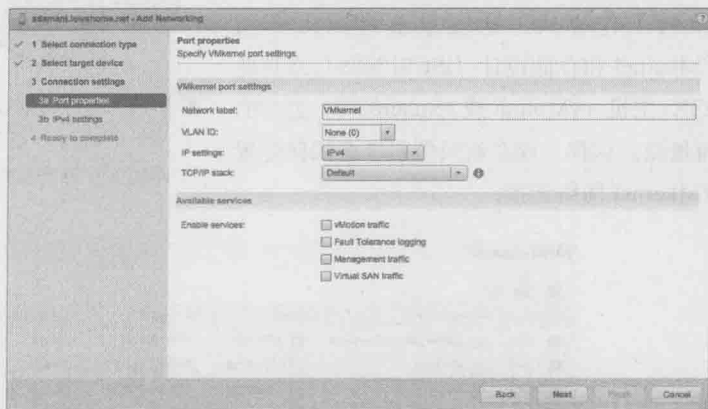 adamant.lowehome.net - Add Networking
1 Select connection type
2 Select target device
3 Connection settings
3a Port properties
3b IPv4 settings
4 Ready to complete
Port properties
Specify VMkernel port settings.
VMkernel port settings
Network label: VMkernel
VLAN ID: None (0)
IP settings: IPv4
TCP/IP stack: Default
Available services
Enable services: vMotion traffic
Fault Tolerance logging
Management traffic
Virtual SAN traffic
Back Next Finish Cancel